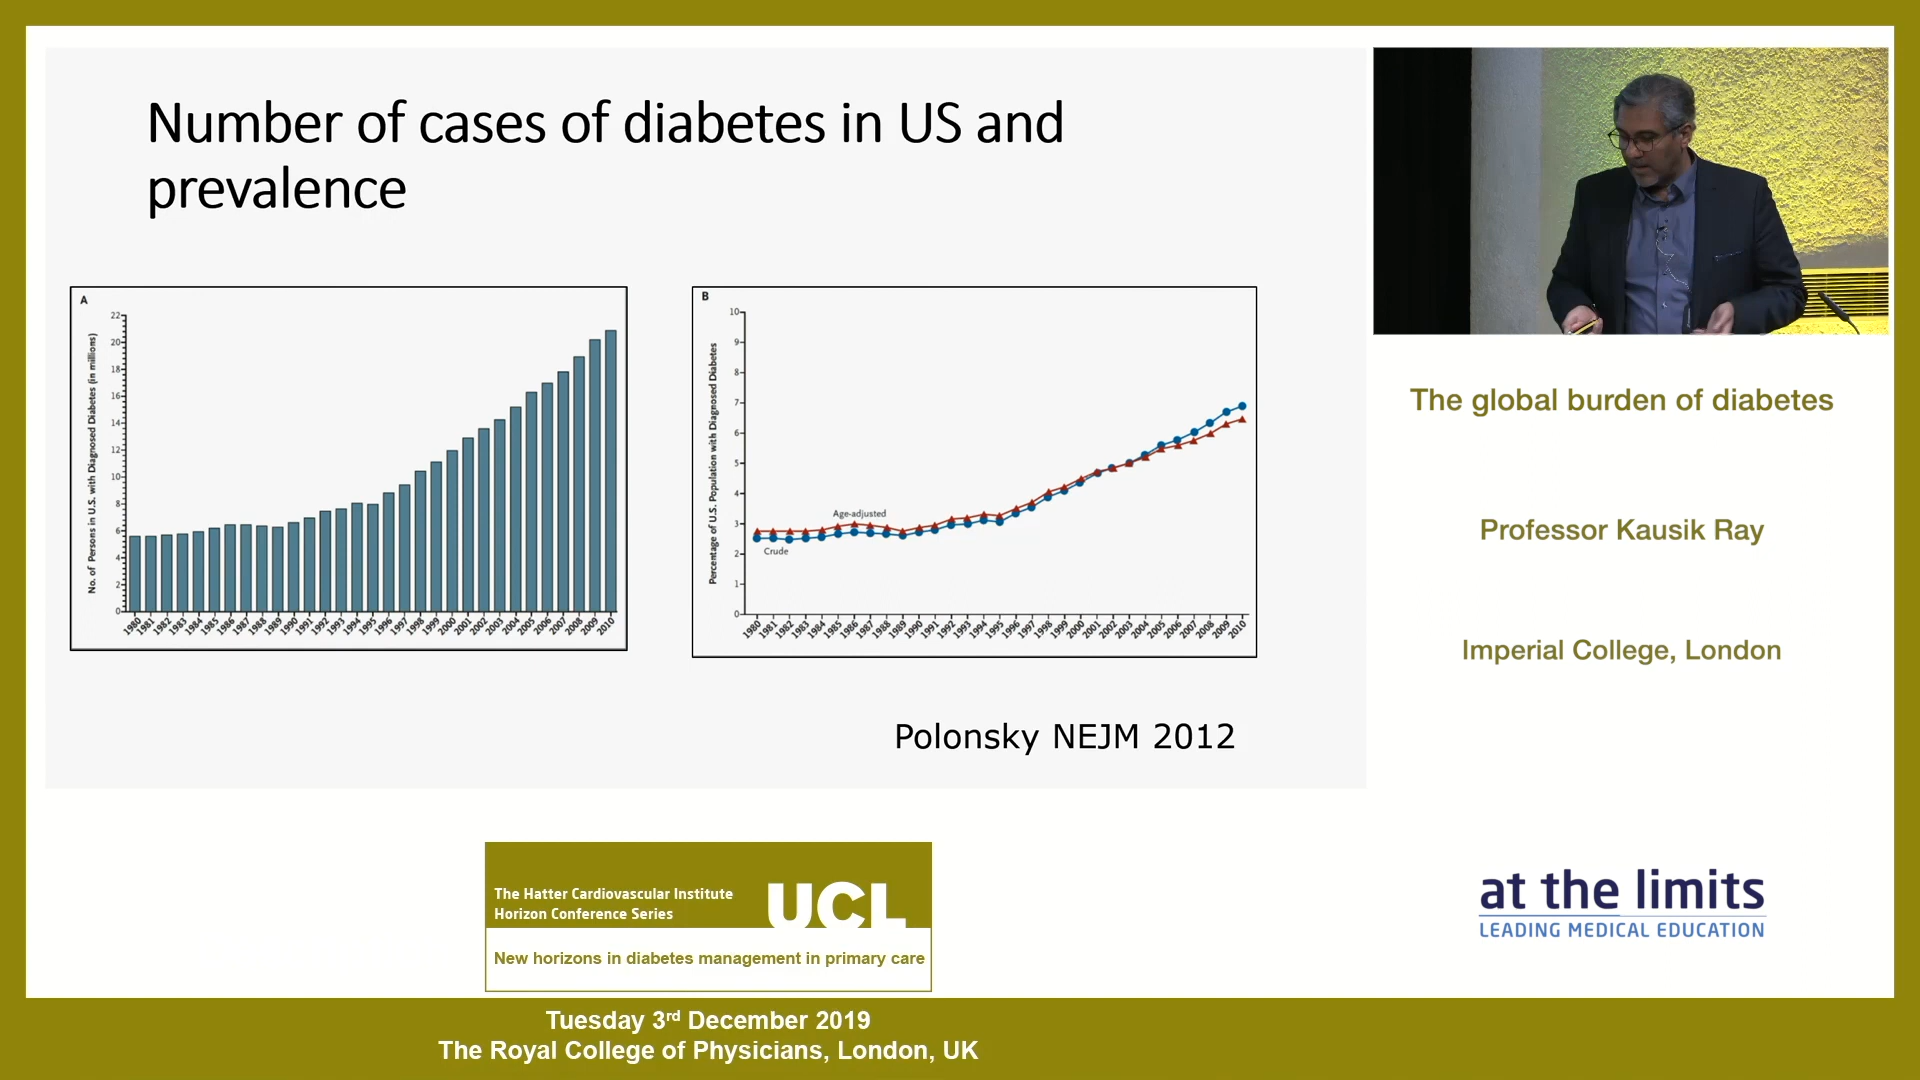 Number of cases of diabetes in US and
prevalence
A
No. of Persons in U.S. with Diagnosed Diabetes (in millions)
22
20
18
16
14
12
10
8
6
4
2
0
1980 1981 1982 1983 1984 1985 1986 1987 1988 1989 1990 1991 1992 1993 1994 1995 1996 1997 1998 1999 2000 2001 2002 2003 2004 2005 2006 2007 2008 2009 2010
B
Percentage of U.S. Population with Diagnosed Diabetes
10
9
8
7
6
5
4
3
2
1
0
Age-adjusted
Crude
1980 1981 1982 1983 1984 1985 1986 1987 1988 1989 1990 1991 1992 1993 1994 1995 1996 1997 1998 1999 2000 2001 2002 2003 2004 2005 2006 2007 2008 2009 2010
Polonsky NEJM 2012
The global burden of diabetes
Professor Kausik Ray
Imperial College, London
The Hatter Cardiovascular Institute
Horizon Conference Series
UCL
New horizons in diabetes management in primary care
at the limits
LEADING MEDICAL EDUCATION
Tuesday 3rd December 2019
The Royal College of Physicians, London, UK